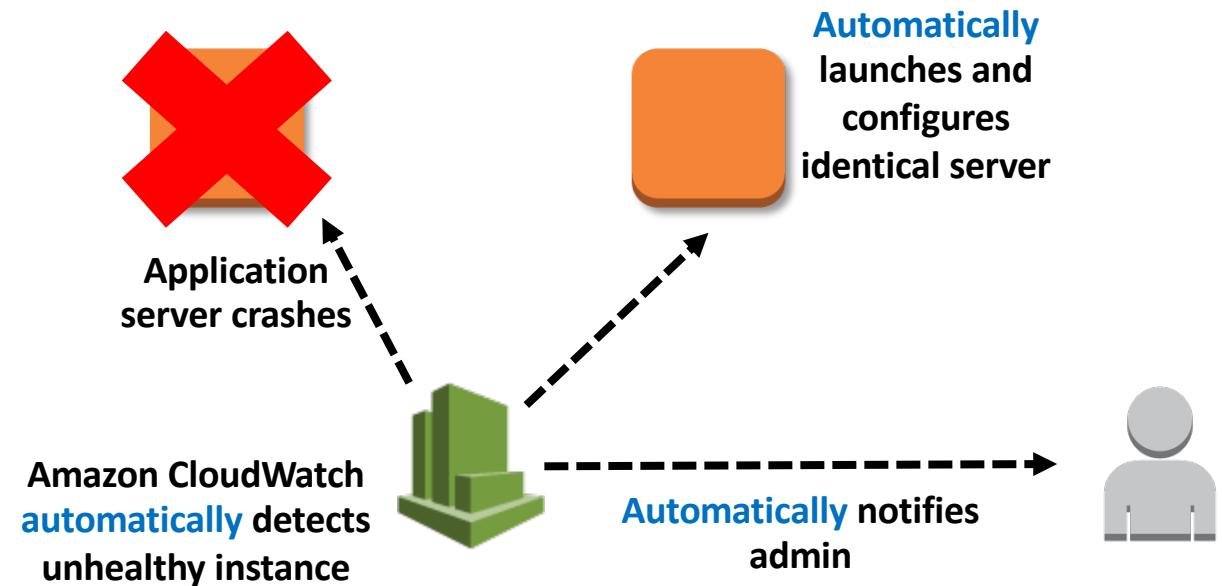 Automatically
launches and
configures
identical server
Application
server crashes
Amazon CloudWatch
automatically detects
unhealthy instance
Automatically notifies
admin